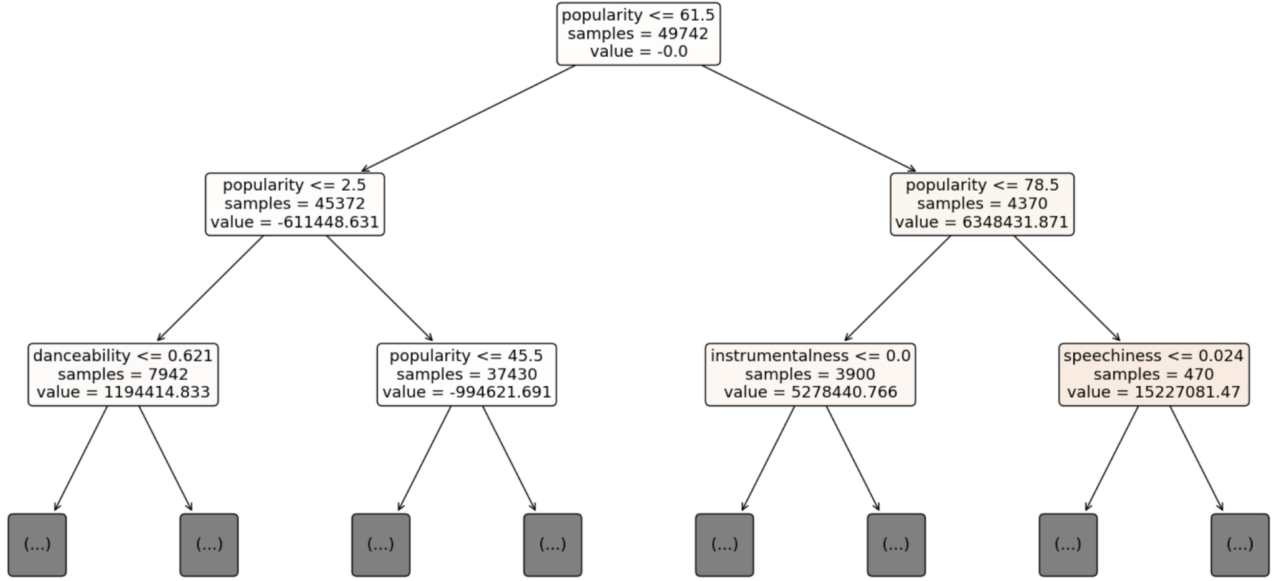 popularity <= 61.5
samples = 49742
value = -0.0
popularity <= 2.5
samples = 45372
value = -611448.631
popularity <= 78.5
samples = 4370
value = 6348431.871
danceability <= 0.621
samples = 7942
value = 1194414.833
popularity <= 45.5
samples = 37430
value = -994621.691
instrumentalness <= 0.0
samples = 3900
value = 5278440.766
speechiness <= 0.024
samples = 470
value = 15227081.47
(...)
(...)
(...)
(...)
(...)
(...)
(...)
(...)